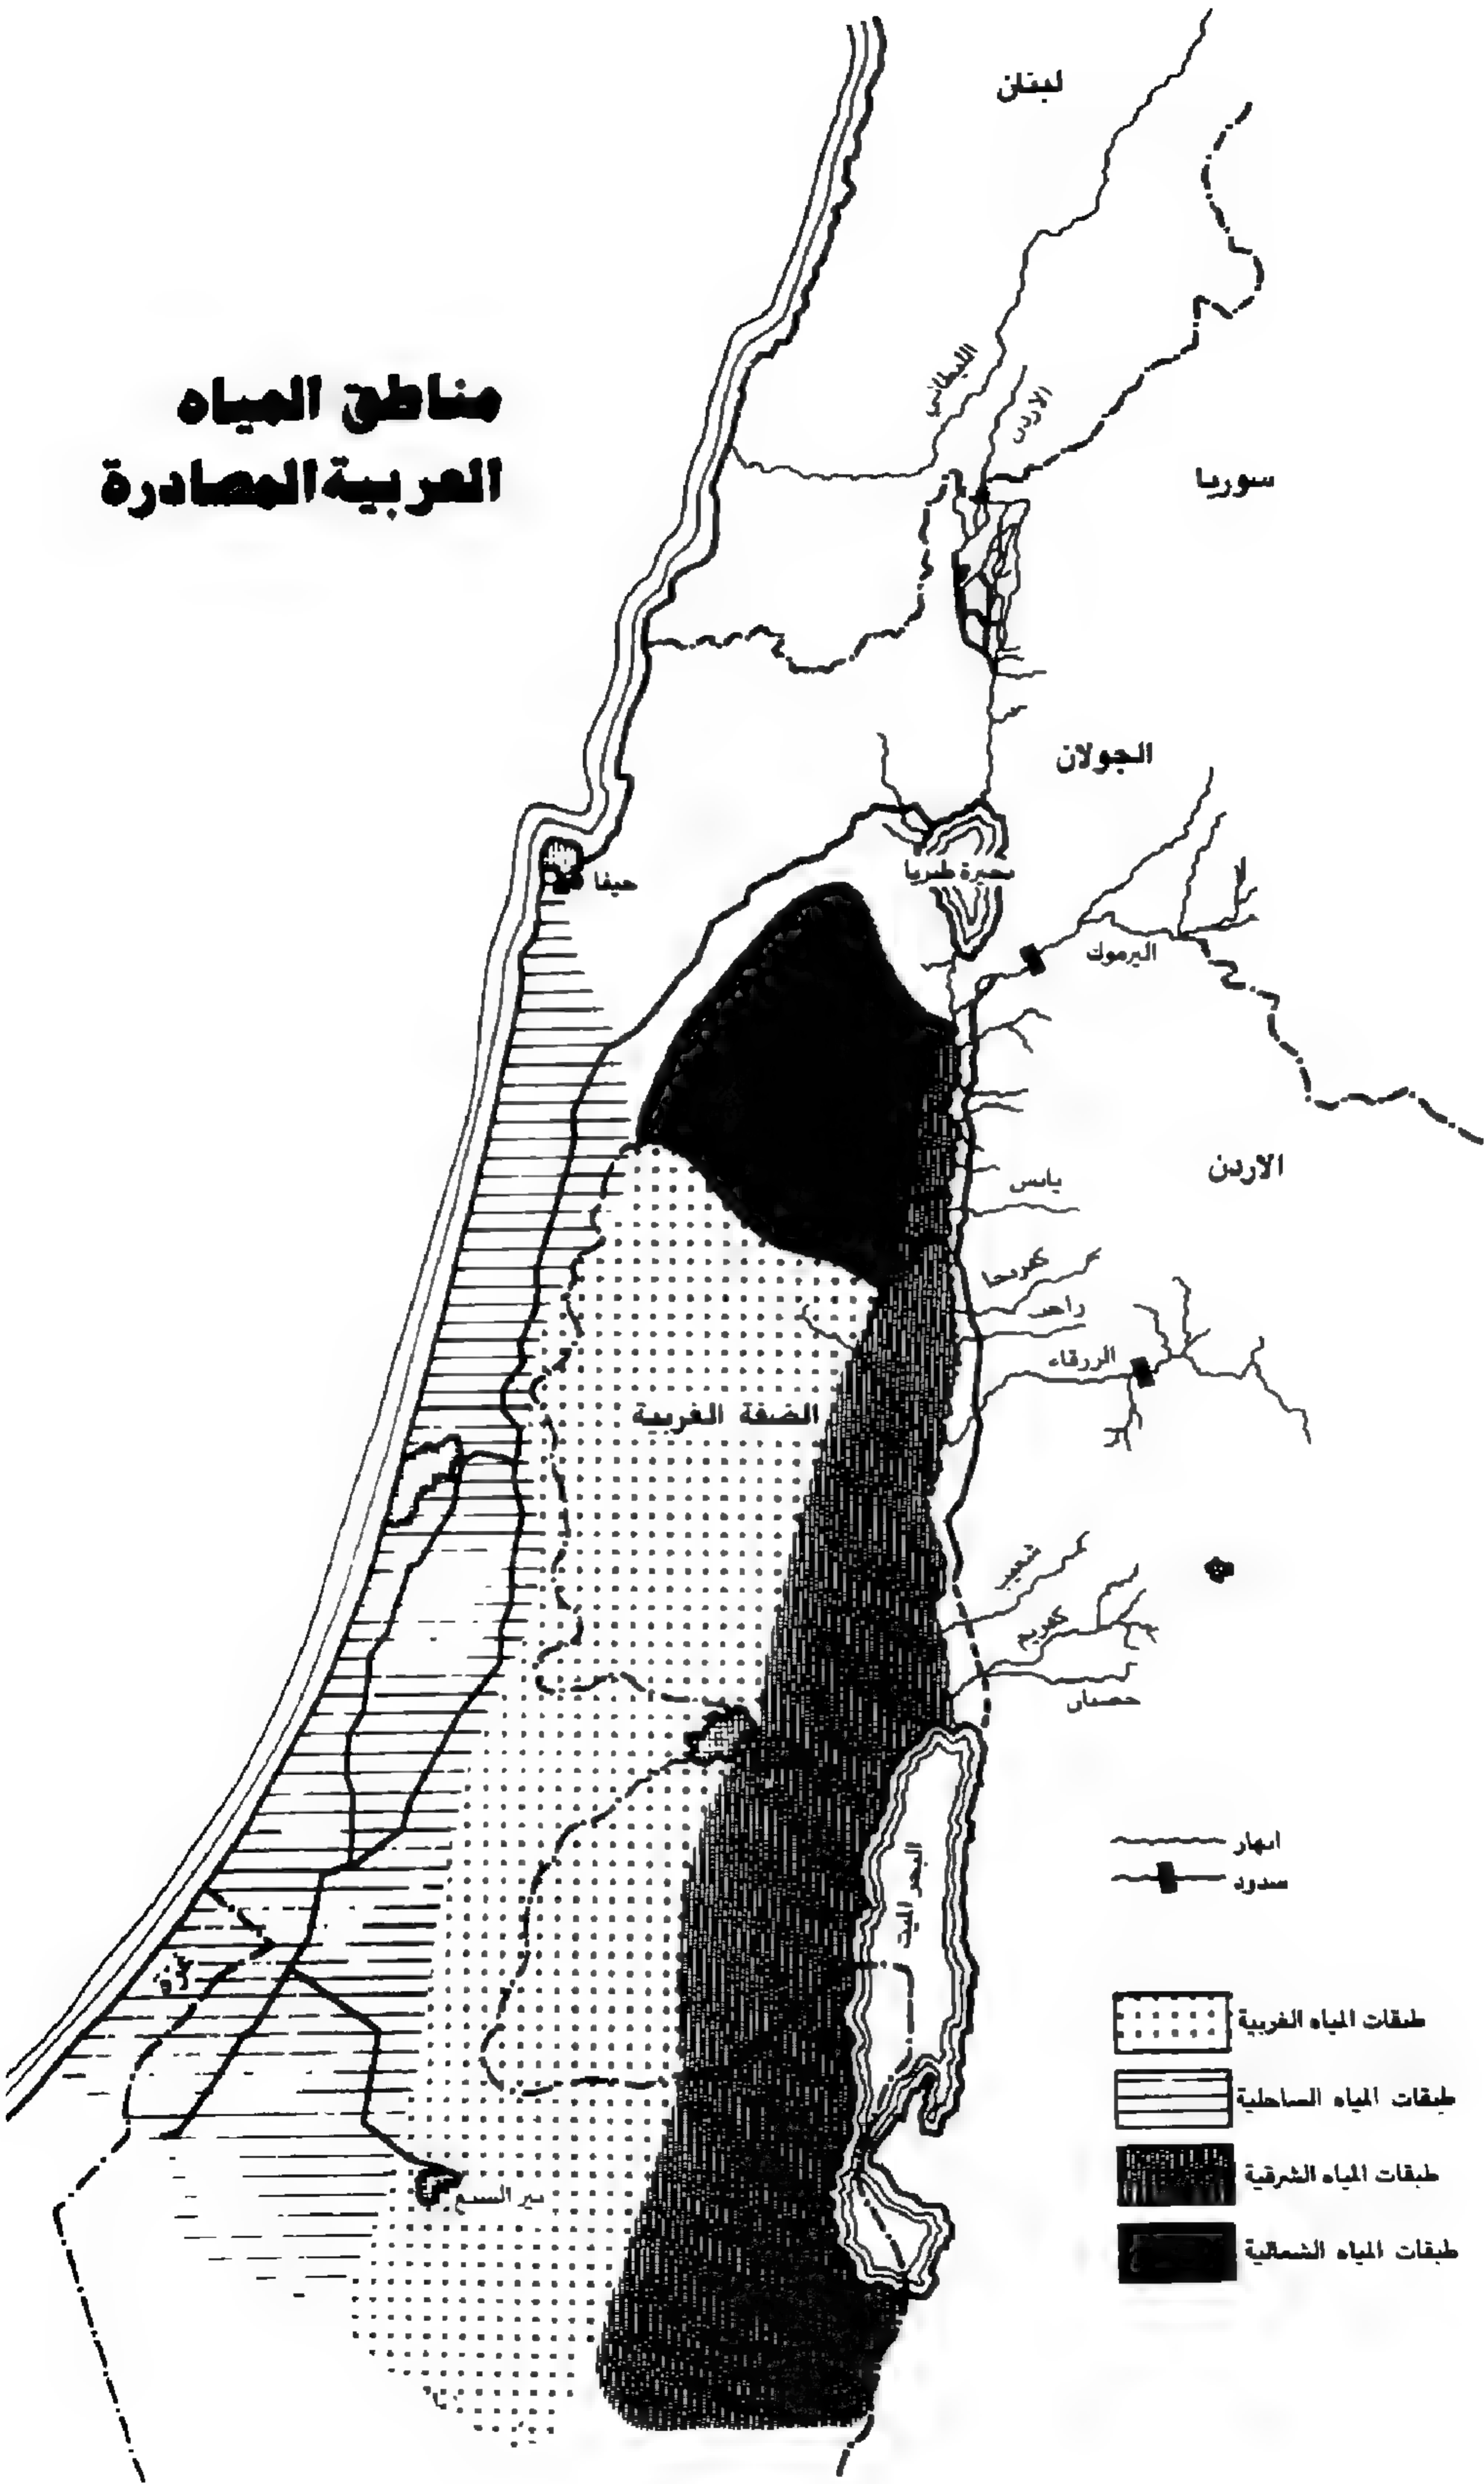 لبنان
مناطق المياه
العربية المصادرة
الليطاني
الاردن
سوريا
الجولان
بحيرة طبريا
حيفا
اليرموك
الاردن
يابس
كفرنجا
راجب
الزرقاء
الضفة الغربية
شعيب
حسبان
البحر الميت
غزة
بير السبع
انهار
سدود
طبقات المياه الغربية
طبقات المياه الساحلية
طبقات المياه الشرقية
طبقات المياه الشمالية